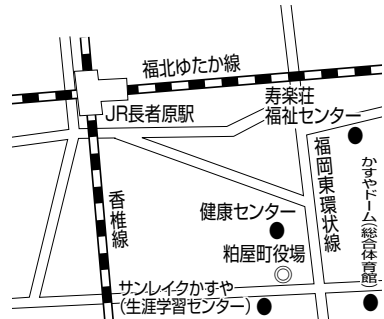 福北ゆたか線
JR長者原駅
寿楽荘
福祉センター
福岡東環状線
かすやドーム(総合体育館)
香椎線
健康センター
粕屋町役場
サンレイクかすや
(生涯学習センター)